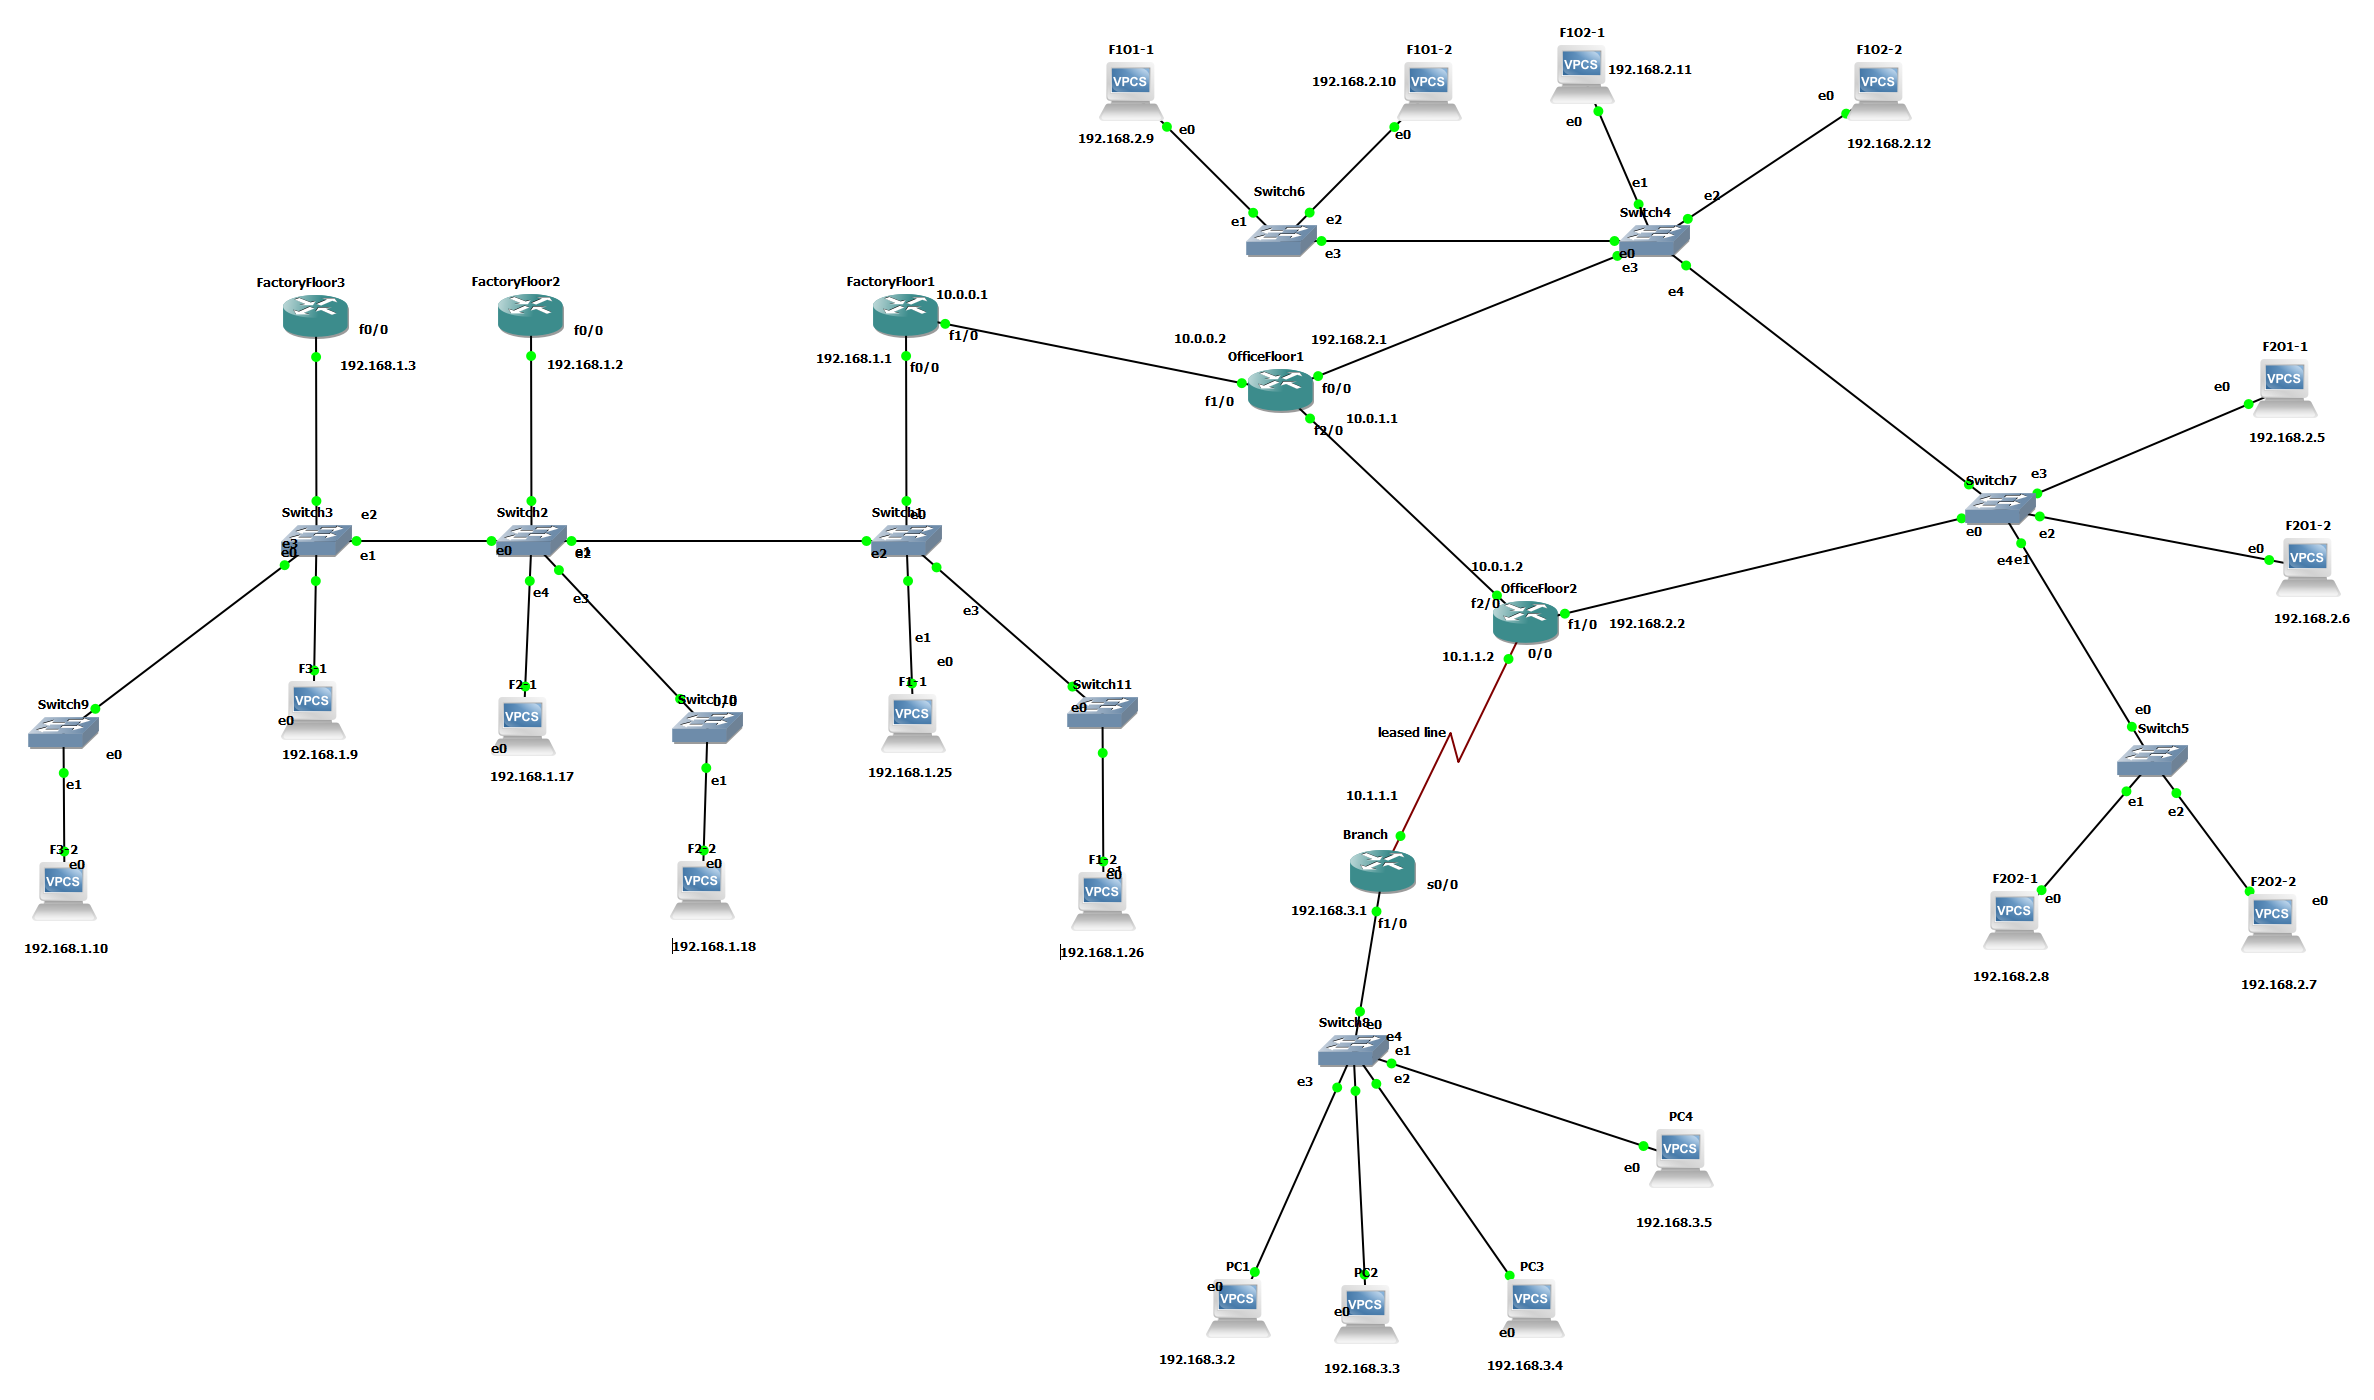 F1O1-1
VPCS
e0
192.168.2.9
F1O1-2
192.168.2.10
VPCS
e0
F1O2-1
VPCS
192.168.2.11
e0
F1O2-2
VPCS
e0
192.168.2.12
Switch6
e1
e2
e3
e1
e2
Switch4
e0
e3
e4
FactoryFloor3
f0/0
192.168.1.3
FactoryFloor2
f0/0
192.168.1.2
FactoryFloor1
10.0.0.1
f1/0
192.168.1.1
f0/0
10.0.0.2
192.168.2.1
OfficeFloor1
f1/0
f0/0
10.0.1.1
f2/0
F2O1-1
VPCS
e0
192.168.2.5
Switch7
e3
e0
e2
e4
e1
F2O1-2
VPCS
e0
192.168.2.6
Switch3
e2
e3
e0
e1
Switch2
e0
e1
e2
e4
e3
Switch1
e0
e2
e1
e3
10.0.1.2
OfficeFloor2
f2/0
f1/0
192.168.2.2
10.1.1.2
0/0
leased line
10.1.1.1
Branch
s0/0
192.168.3.1
f1/0
Switch9
e0
e1
F3-1
VPCS
e0
192.168.1.9
F2-1
VPCS
e0
192.168.1.17
Switch10
0/0
e1
e0
F1-1
VPCS
192.168.1.25
Switch11
e0
e0
Switch5
e1
e2
F3-2
e0
VPCS
192.168.1.10
F2-2
e0
VPCS
192.168.1.18
F1-2
e1
e0
VPCS
192.168.1.26
F2O2-1
VPCS
e0
192.168.2.8
F2O2-2
VPCS
e0
192.168.2.7
Switch8
e0
e4
e1
e2
e3
PC4
VPCS
e0
192.168.3.5
PC1
e0
VPCS
192.168.3.2
PC2
e0
VPCS
192.168.3.3
PC3
VPCS
e0
192.168.3.4